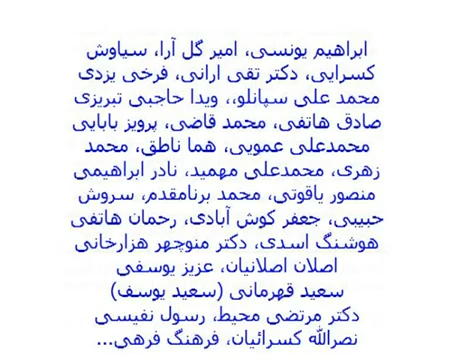 ابراهیم یونسی، امیر گل آرا، سیاوش
کسرایی، دکتر تقی ارانی، فرخی یزدی
محمد علی سپانلو،، ویدا حاجبی تبریزی
صادق هاتفی، محمد قاضی، پرویز بابایی
محمدعلی عمویی، هما ناطق، محمد
زهری، محمدعلی مهمید، نادر ابراهیمی
منصور یاقوتی، محمد برنامقدم، سروش
حبیبی، جعفر کوش آبادی، رحمان هاتفی
هوشنگ اسدی، دکتر منوچهر هزارخانی
اصلان اصلانیان، عزیز یوسفی
سعید قهرمانی (سعید یوسف)
دکتر مرتضی محیط، رسول نفیسی
نصرالله کسرائیان، فرهنگ فرهی...